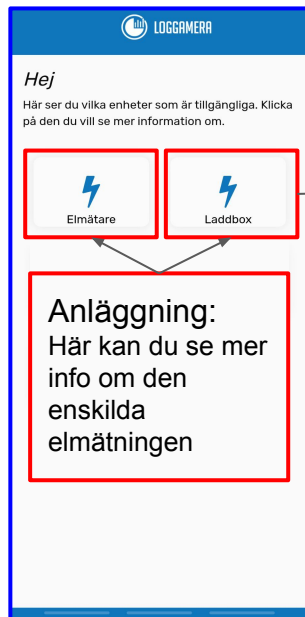 LOGGAMERA
Hej
Här ser du vilka enheter som är tillgängliga. Klicka
på den du vill se mer information om.
Elmätare
Laddbox
Anläggning:
Här kan du se mer
info om den
enskilda
elmätningen